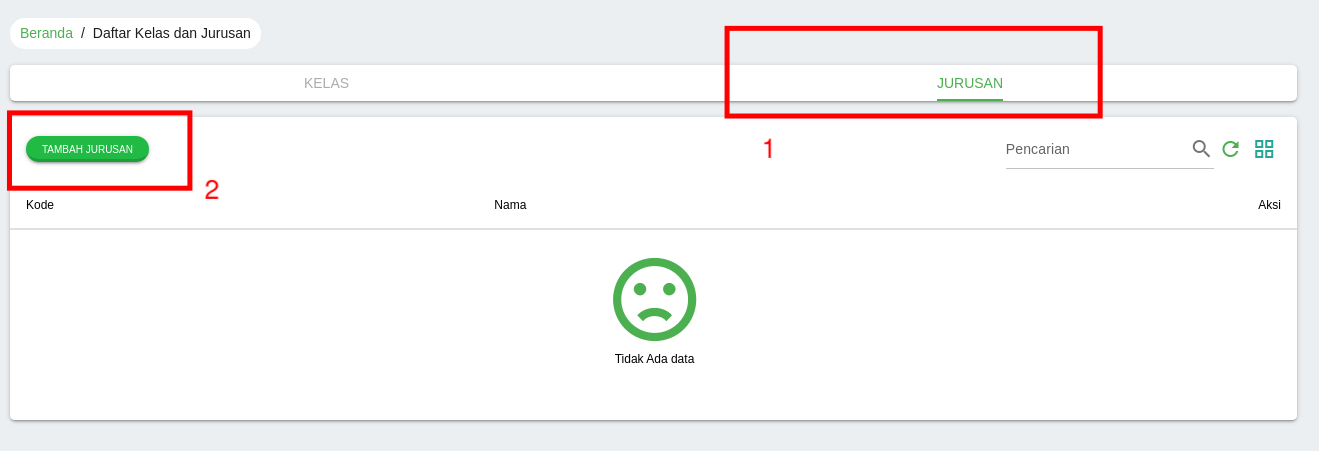 Beranda / Daftar Kelas dan Jurusan
KELAS JURUSAN
TAMBAH JURUSAN 1 Pencarian
2
Kode Nama Aksi
Tidak Ada data